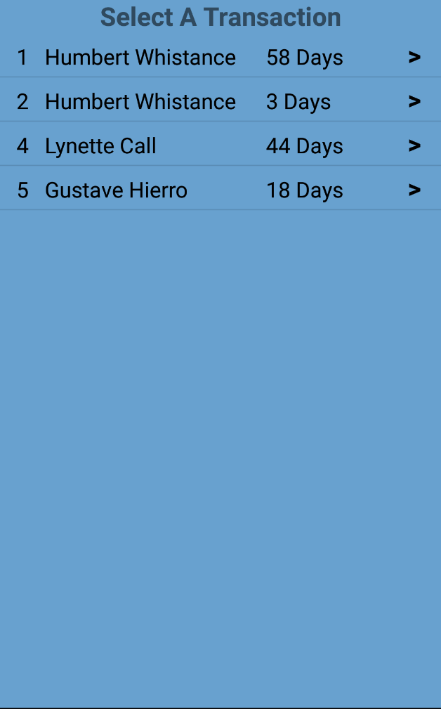 Select A Transaction
1 Humbert Whistance 58 Days >
2 Humbert Whistance 3 Days >
4 Lynette Call 44 Days >
5 Gustave Hierro 18 Days >